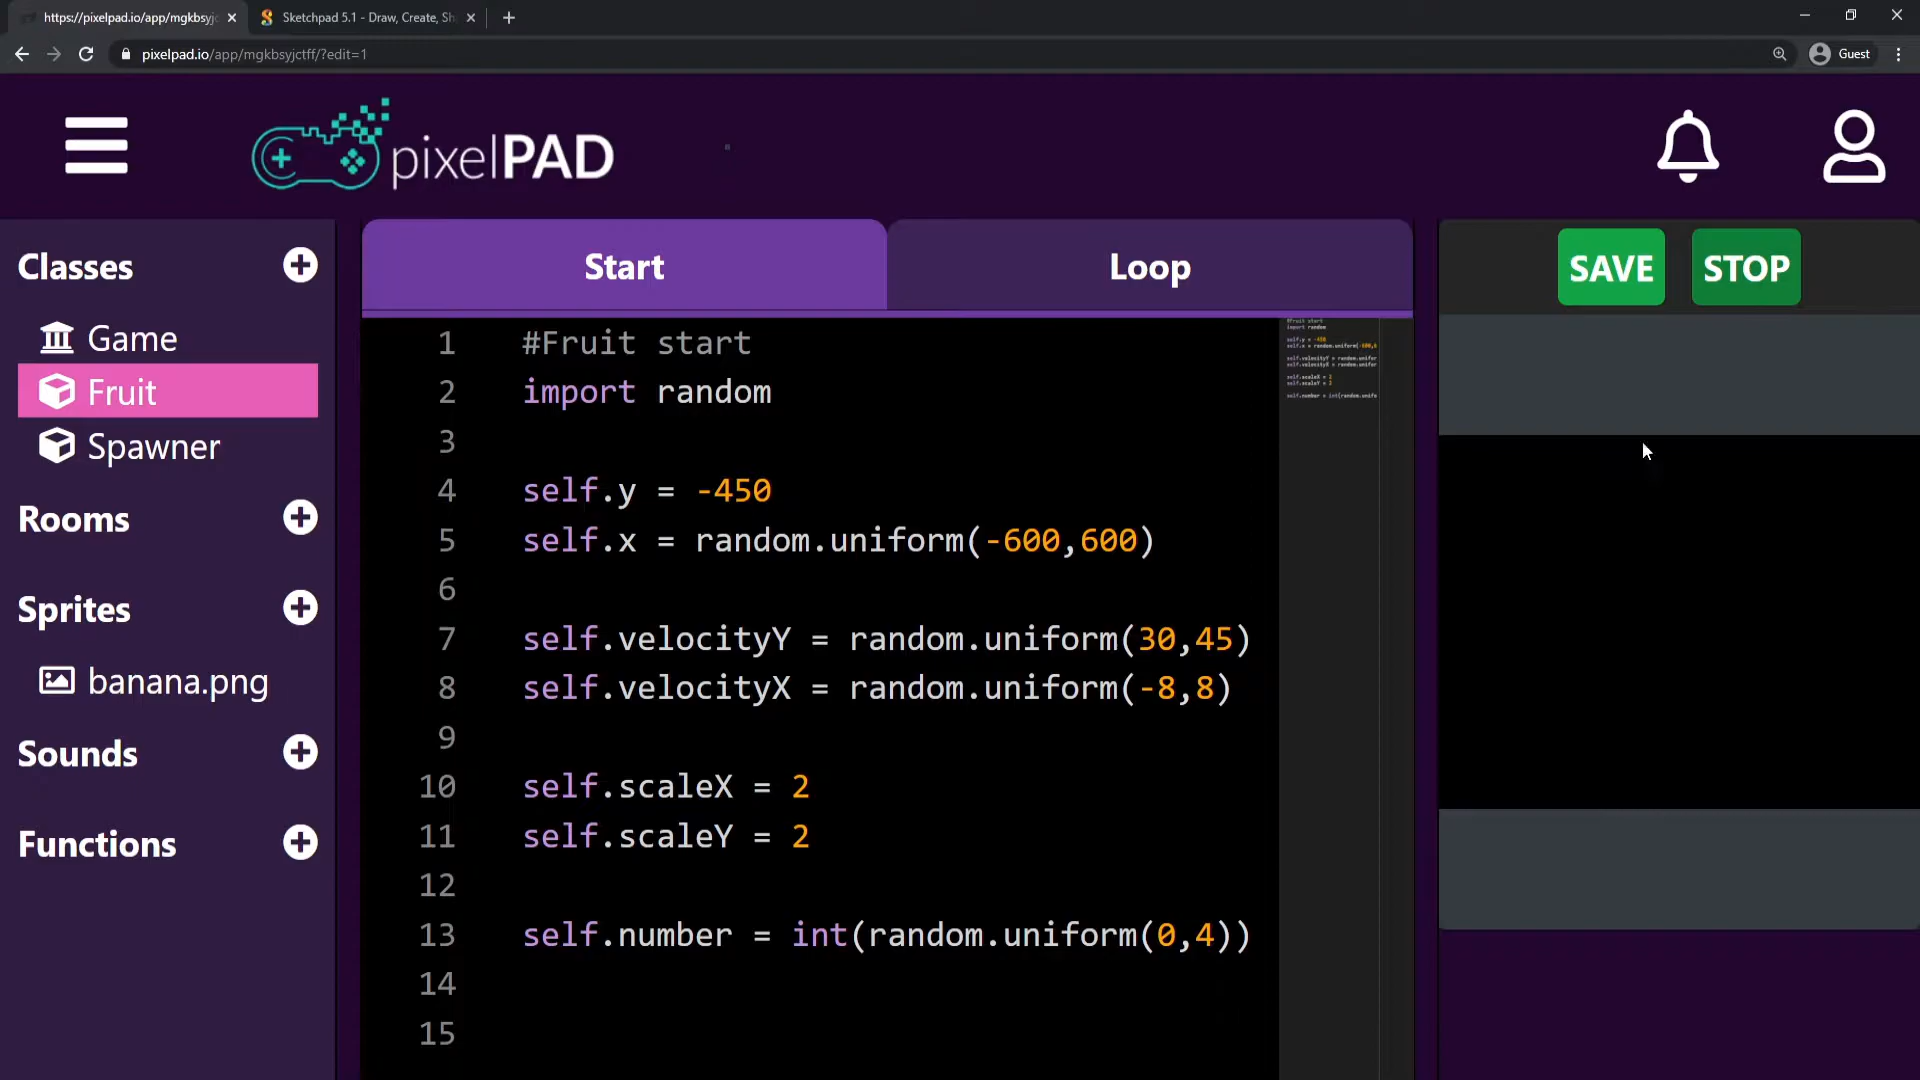 https://pixelpad.io/app/mgkbsyjc
Sketchpad 5.1 - Draw, Create, Sh
pixelpad.io/app/mgkbsyjctff/?edit=1
Guest
pixelPAD
Classes
Game
Fruit
Spawner
Rooms
Sprites
banana.png
Sounds
Functions
Start
Loop
1 #Fruit start
2 import random
3
4 self.y = -450
5 self.x = random.uniform(-600,600)
6
7 self.velocityY = random.uniform(30,45)
8 self.velocityX = random.uniform(-8,8)
9
10 self.scaleX = 2
11 self.scaleY = 2
12
13 self.number = int(random.uniform(0,4))
14
15
SAVE
STOP